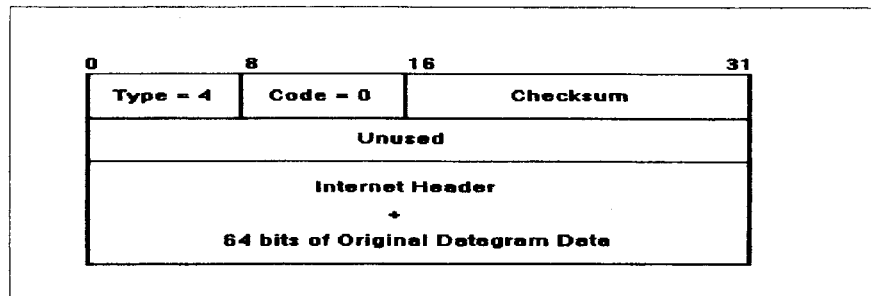 0 8 16 31
Type = 4 Code = 0 Checksum
Unused
Internet Header
+
64 bits of Original Datagram Data